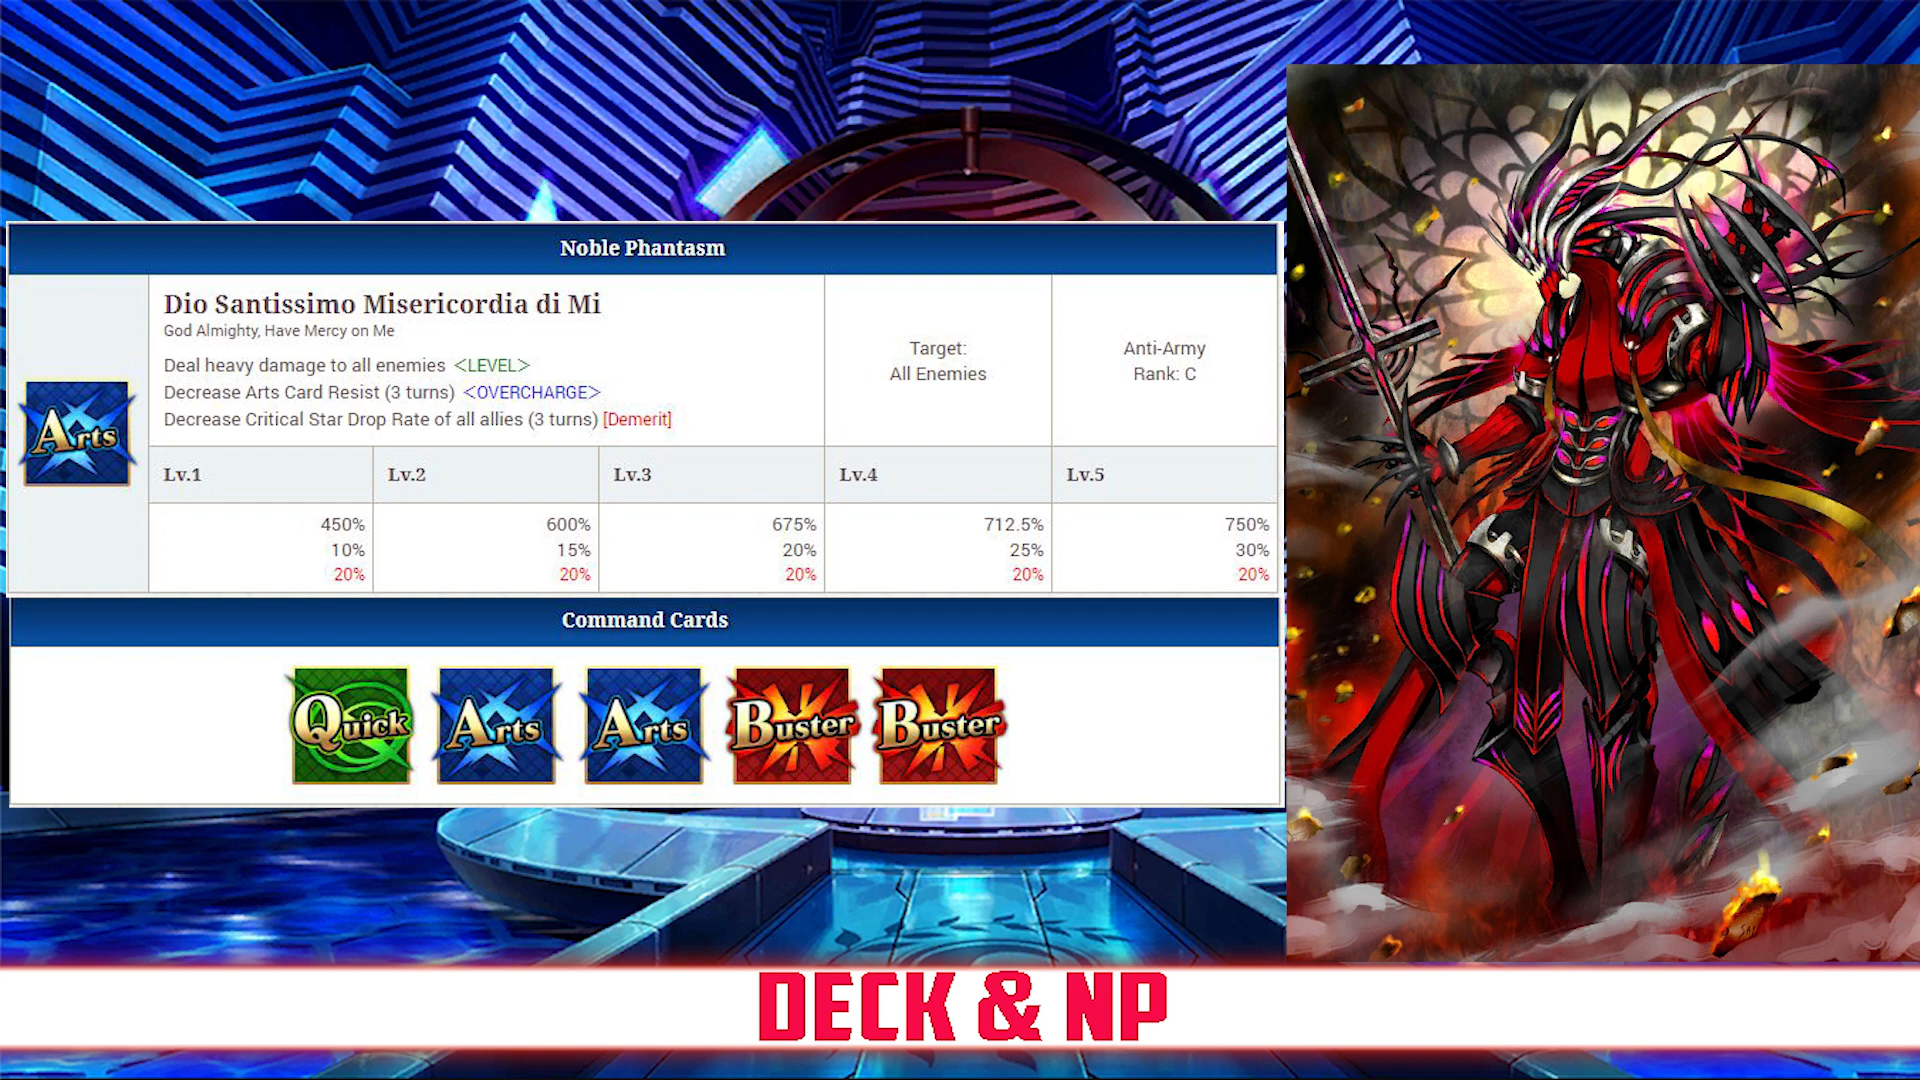 Noble Phantasm
Arts
Dio Santissimo Misericordia di Mi
God Almighty, Have Mercy on Me
Deal heavy damage to all enemies <LEVEL>
Decrease Arts Card Resist (3 turns) <OVERCHARGE>
Decrease Critical Star Drop Rate of all allies (3 turns) [Demerit]
Target:
All Enemies
Anti-Army
Rank: C
Lv.1 Lv.2 Lv.3 Lv.4 Lv.5
450% 600% 675% 712.5% 750%
10% 15% 20% 25% 30%
20% 20% 20% 20% 20%
Command Cards
Quick Arts Arts Buster Buster
DECK & NP